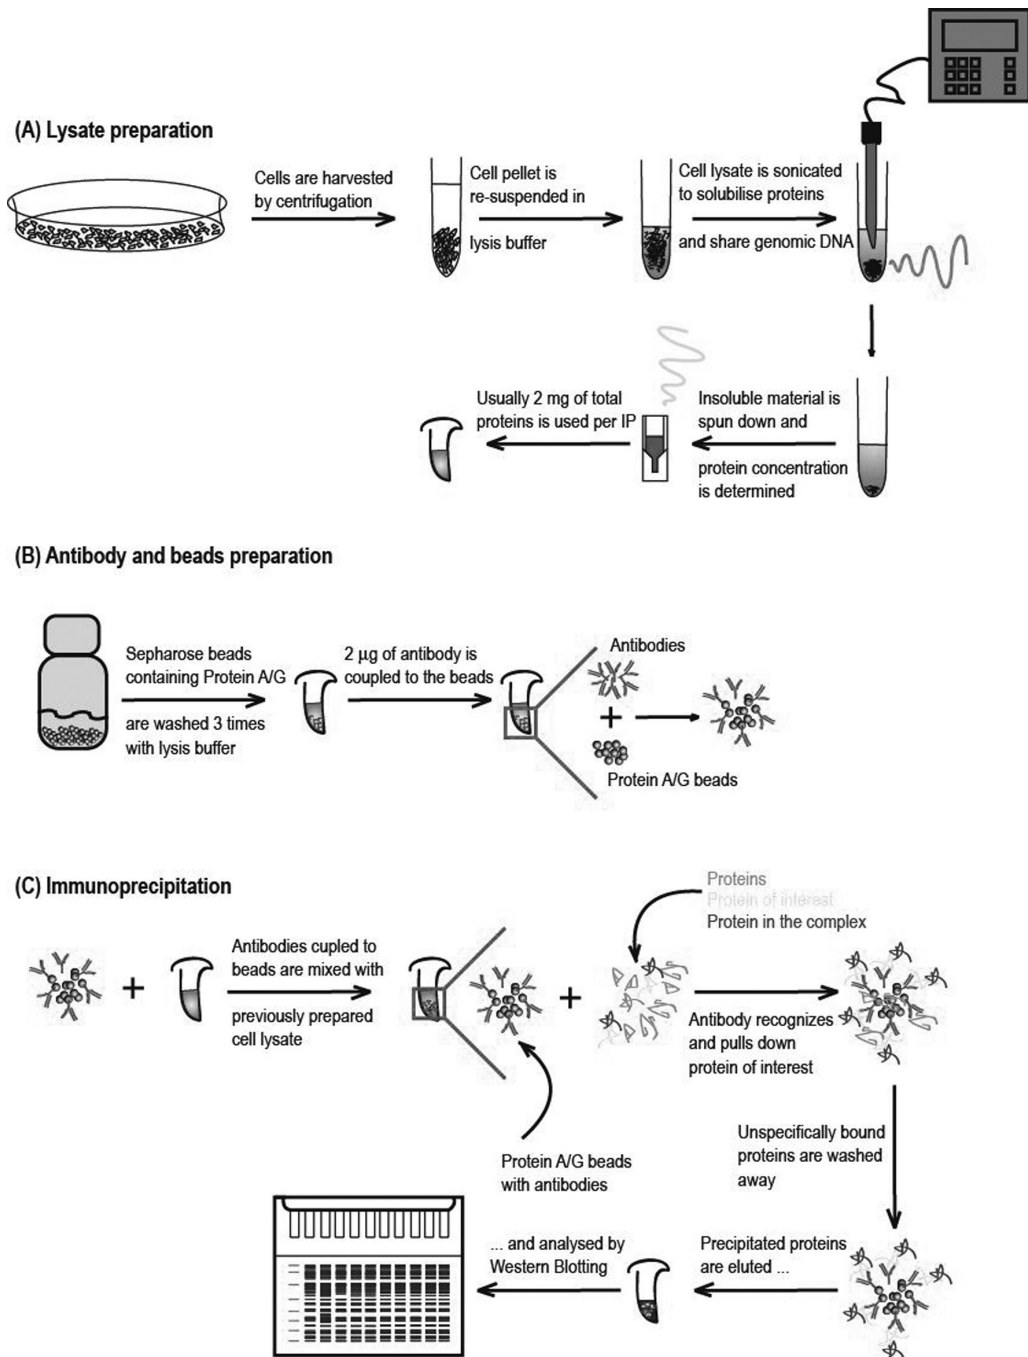 (A) Lysate preparation
Cells are harvested
by centrifugation
Cell pellet is
re-suspended in
lysis buffer
Cell lysate is sonicated
to solubilise proteins
and share genomic DNA
Insoluble material is
spun down and
protein concentration
is determined
Usually 2 mg of total
proteins is used per IP
(B) Antibody and beads preparation
Sepharose beads
containing Protein A/G
are washed 3 times
with lysis buffer
2 µg of antibody is
coupled to the beads
Antibodies
+
Protein A/G beads
(C) Immunoprecipitation
+
Antibodies cupled to
beads are mixed with
previously prepared
cell lysate
Protein A/G beads
with antibodies
+
Proteins
Protein of interest
Protein in the complex
Antibody recognizes
and pulls down
protein of interest
Unspecifically bound
proteins are washed
away
Precipitated proteins
are eluted ...
... and analysed by
Western Blotting